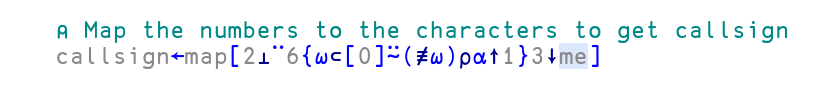 ⍝ Map the numbers to the characters to get callsign
callsign←map[2⊥¨6{⍵⊂[0]⍨(≢⍵)⍴⍺↑1}3↓me]